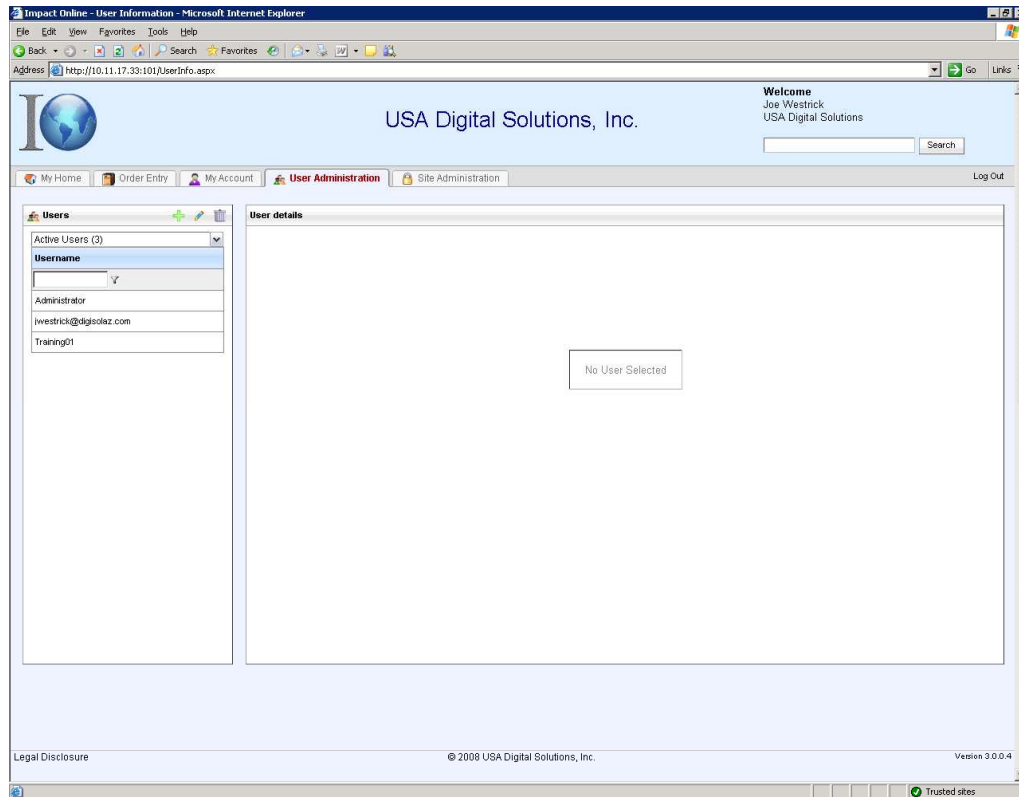 Impact Online - User Information - Microsoft Internet Explorer
File Edit View Favorites Tools Help
Back Search Favorites
Address http://10.11.17.33:101/UserInfo.aspx Go Links
IO
USA Digital Solutions, Inc.
Welcome
Joe Westrick
USA Digital Solutions
Search
My Home Order Entry My Account User Administration Site Administration Log Out
Users
User details
Active Users (3)
Username
Administrator
jwestrick@digisolaz.com
Training01
No User Selected
Legal Disclosure © 2008 USA Digital Solutions, Inc. Version 3.0.0.4
Trusted sites